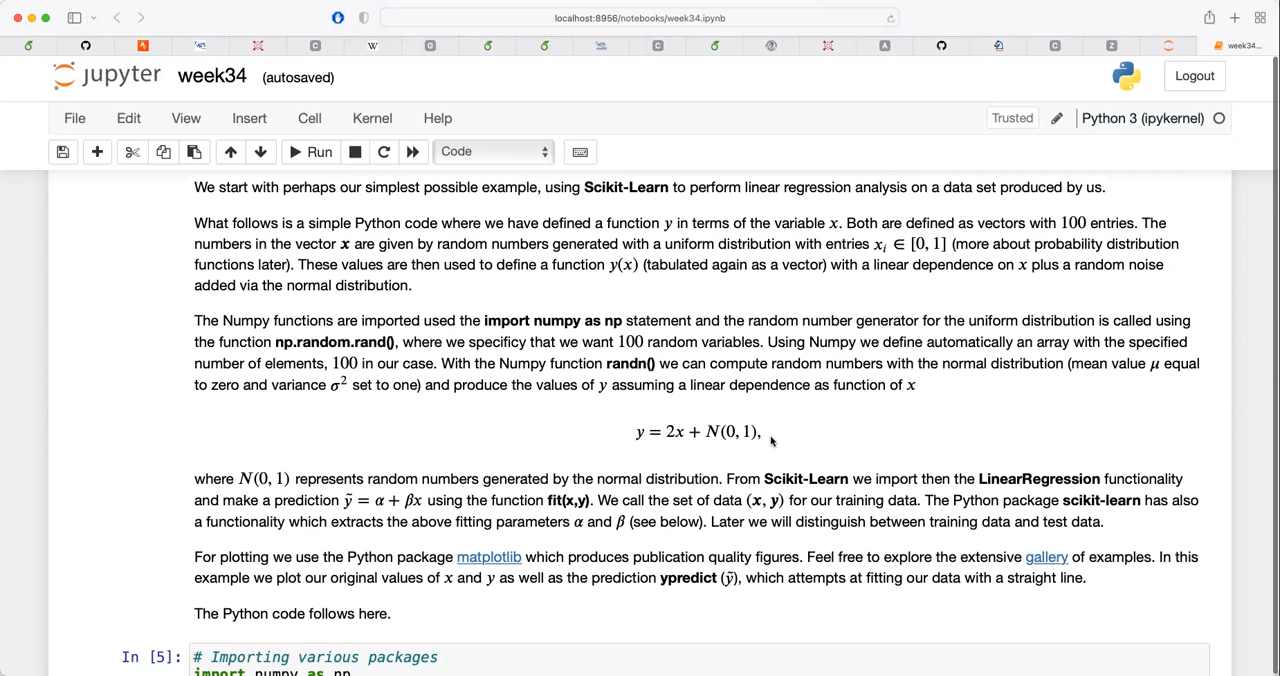 localhost:8956/notebooks/week34.ipynb
week34...
jupyter week34 (autosaved)
Logout
File Edit View Insert Cell Kernel Help
Trusted Python 3 (ipykernel)
Run Code
We start with perhaps our simplest possible example, using Scikit-Learn to perform linear regression analysis on a data set produced by us.
What follows is a simple Python code where we have defined a function y in terms of the variable x. Both are defined as vectors with 100 entries. The
numbers in the vector x are given by random numbers generated with a uniform distribution with entries xᵢ ∈ [0, 1] (more about probability distribution
functions later). These values are then used to define a function y(x) (tabulated again as a vector) with a linear dependence on x plus a random noise
added via the normal distribution.
The Numpy functions are imported used the import numpy as np statement and the random number generator for the uniform distribution is called using
the function np.random.rand(), where we specificy that we want 100 random variables. Using Numpy we define automatically an array with the specified
number of elements, 100 in our case. With the Numpy function randn() we can compute random numbers with the normal distribution (mean value μ equal
to zero and variance σ² set to one) and produce the values of y assuming a linear dependence as function of x
y = 2x + N(0, 1),
where N(0, 1) represents random numbers generated by the normal distribution. From Scikit-Learn we import then the LinearRegression functionality
and make a prediction ỹ = α + βx using the function fit(x,y). We call the set of data (x, y) for our training data. The Python package scikit-learn has also
a functionality which extracts the above fitting parameters α and β (see below). Later we will distinguish between training data and test data.
For plotting we use the Python package matplotlib which produces publication quality figures. Feel free to explore the extensive gallery of examples. In this
example we plot our original values of x and y as well as the prediction ypredict (ỹ), which attempts at fitting our data with a straight line.
The Python code follows here.
In [5]: # Importing various packages
import numpy as np